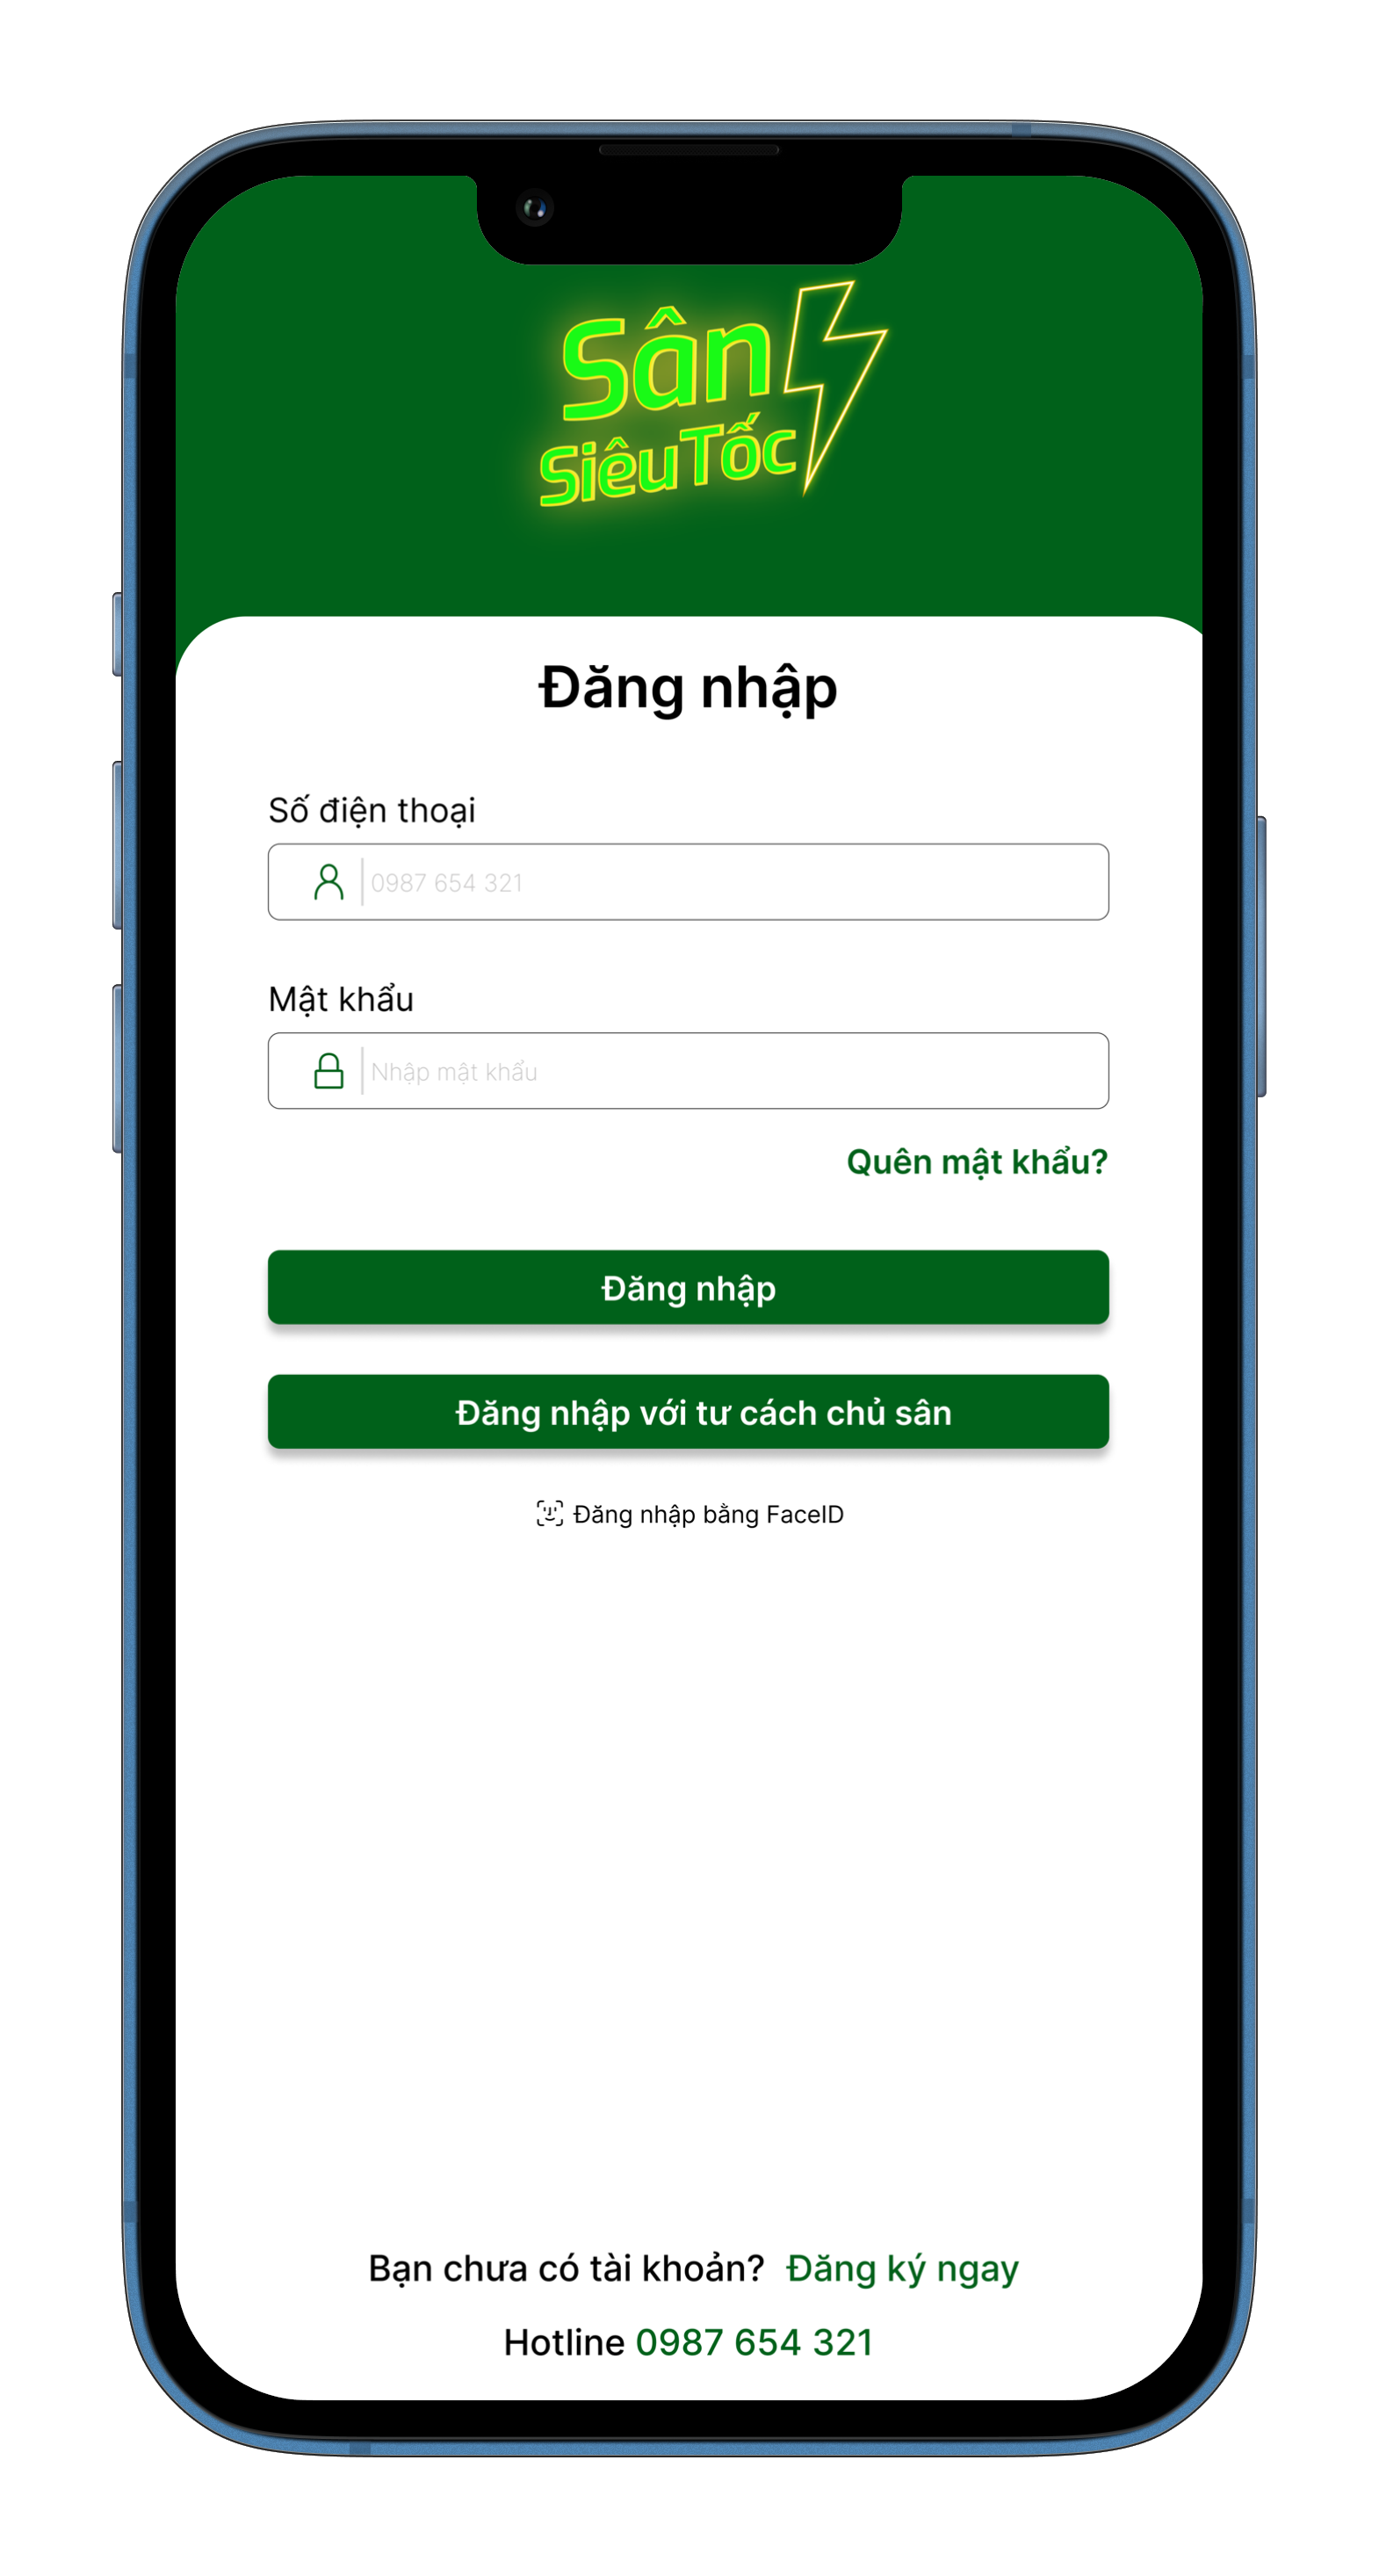 Sân
Siêu Tốc
Đăng nhập
Số điện thoại
0987 654 321
Mật khẩu
Nhập mật khẩu
Quên mật khẩu?
Đăng nhập
Đăng nhập với tư cách chủ sân
Đăng nhập bằng FaceID
Bạn chưa có tài khoản? Đăng ký ngay
Hotline 0987 654 321